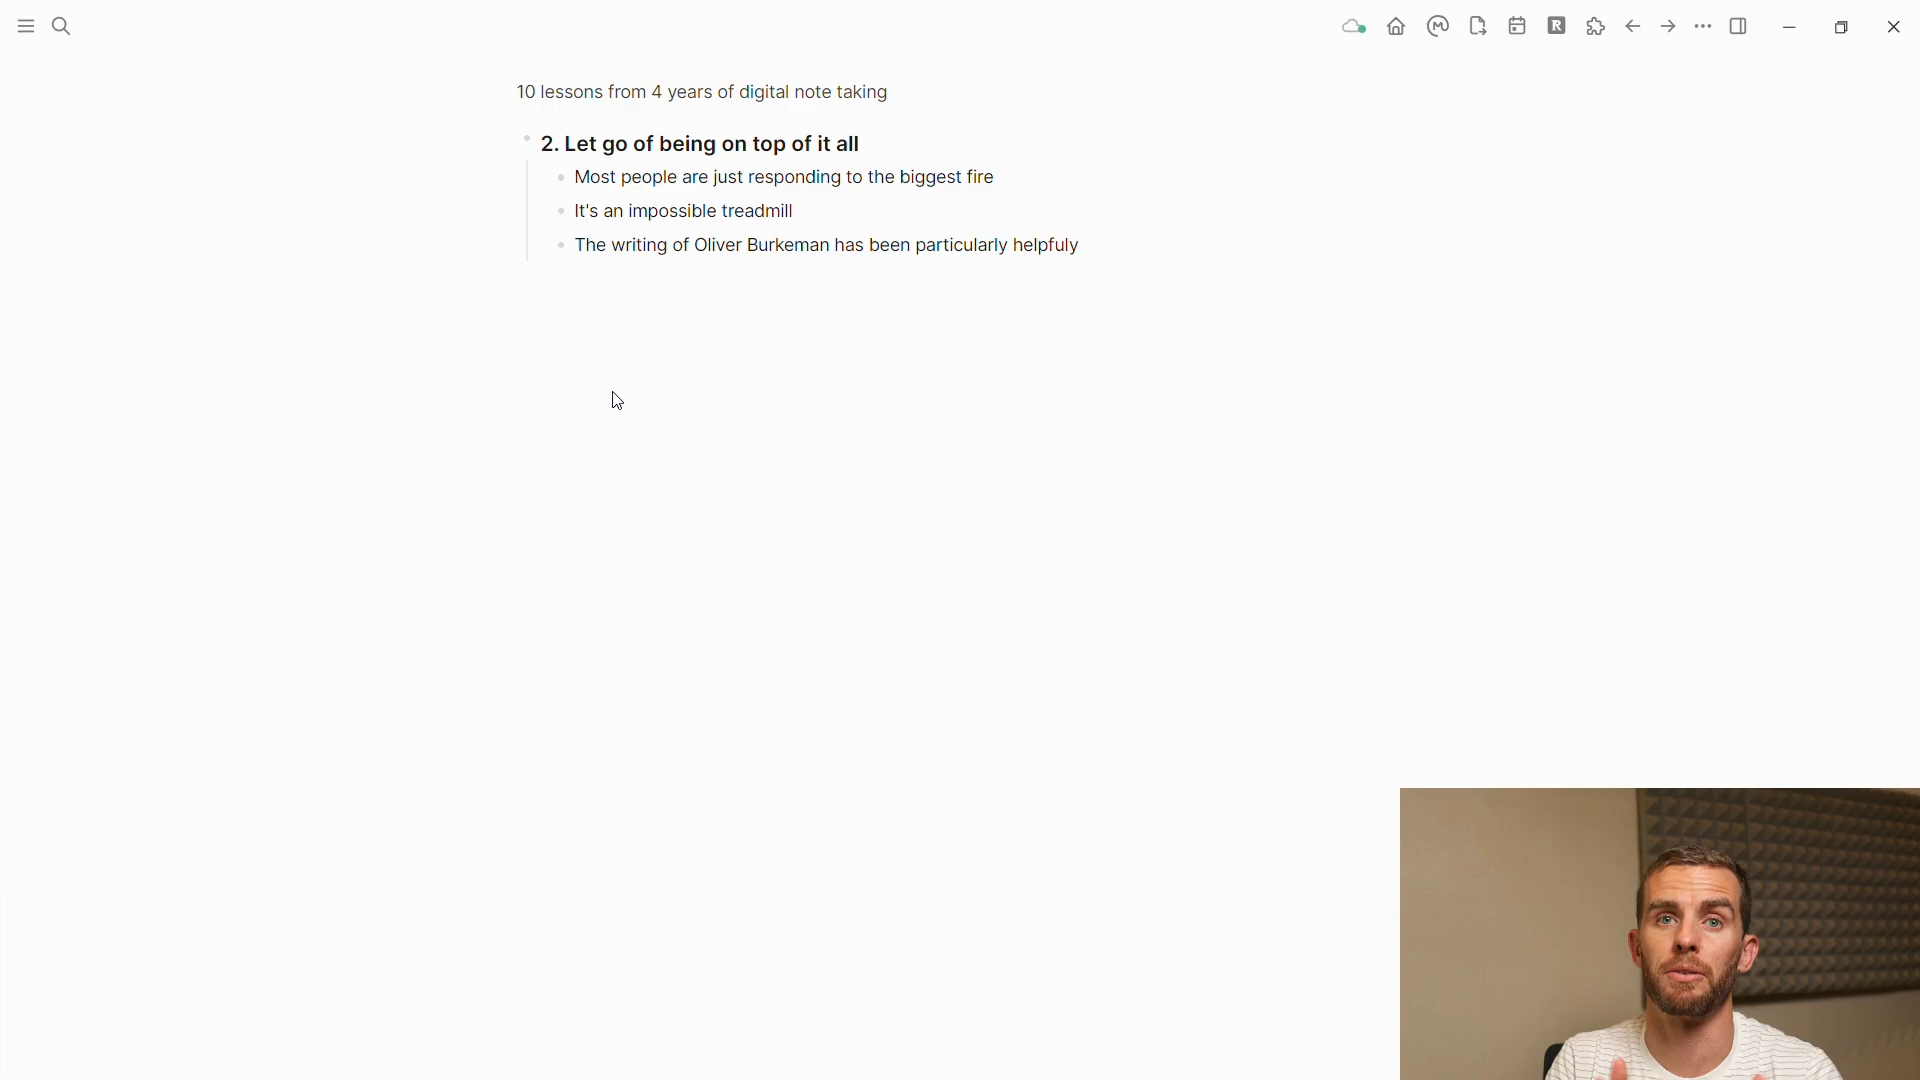 10 lessons from 4 years of digital note taking
2. Let go of being on top of it all
Most people are just responding to the biggest fire
It's an impossible treadmill
The writing of Oliver Burkeman has been particularly helpfuly